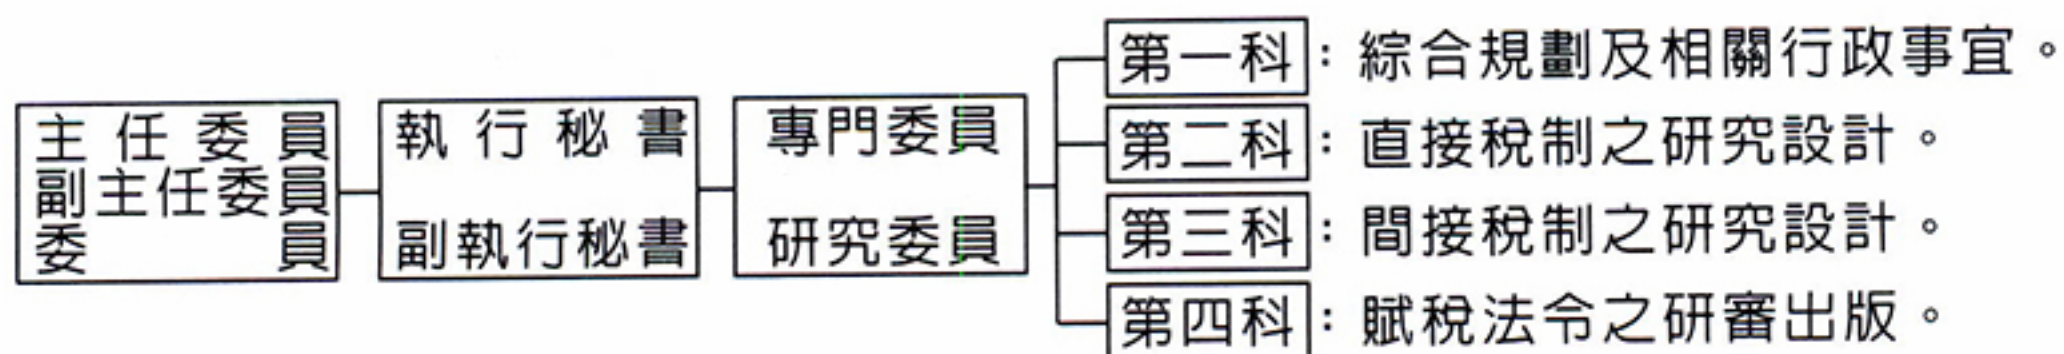 主任委員
副主任委員
委員
執行秘書
副執行秘書
專門委員
研究委員
第一科：綜合規劃及相關行政事宜。
第二科：直接稅制之研究設計。
第三科：間接稅制之研究設計。
第四科：賦稅法令之研審出版。